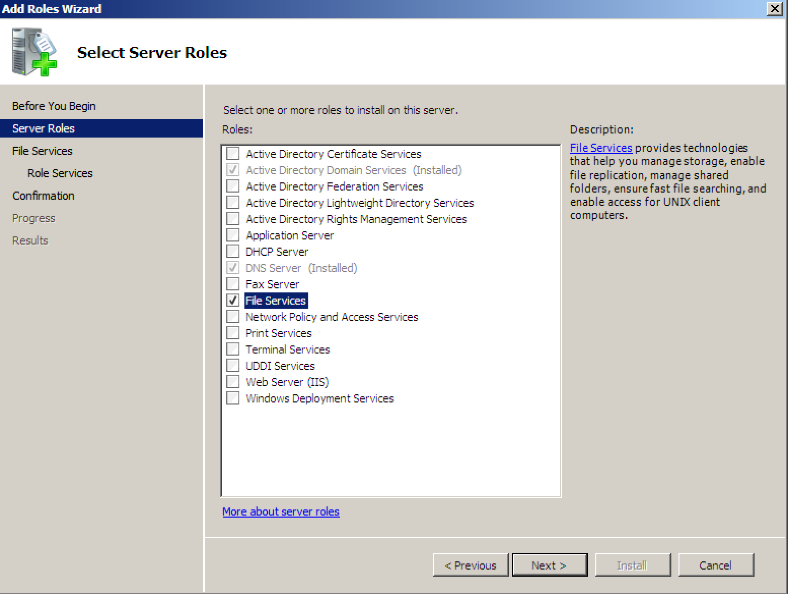 Add Roles Wizard
Select Server Roles
Before You Begin
Server Roles
File Services
Role Services
Confirmation
Progress
Results
Select one or more roles to install on this server.
Roles:
Active Directory Certificate Services
Active Directory Domain Services (Installed)
Active Directory Federation Services
Active Directory Lightweight Directory Services
Active Directory Rights Management Services
Application Server
DHCP Server
DNS Server (Installed)
Fax Server
File Services
Network Policy and Access Services
Print Services
Terminal Services
UDDI Services
Web Server (IIS)
Windows Deployment Services
More about server roles
Description:
File Services provides technologies
that help you manage storage, enable
file replication, manage shared
folders, ensure fast file searching, and
enable access for UNIX client
computers.
< Previous
Next >
Install
Cancel